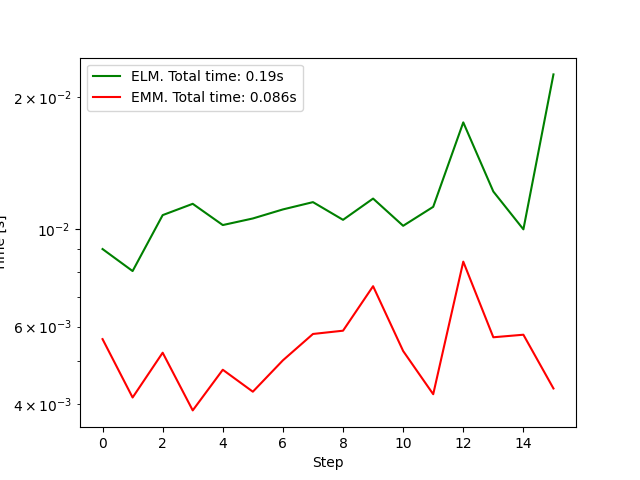 ELM. Total time: 0.19s
EMM. Total time: 0.086s
2 × 10⁻²
10⁻²
6 × 10⁻³
4 × 10⁻³
0 2 4 6 8 10 12 14
Step
Time [s]